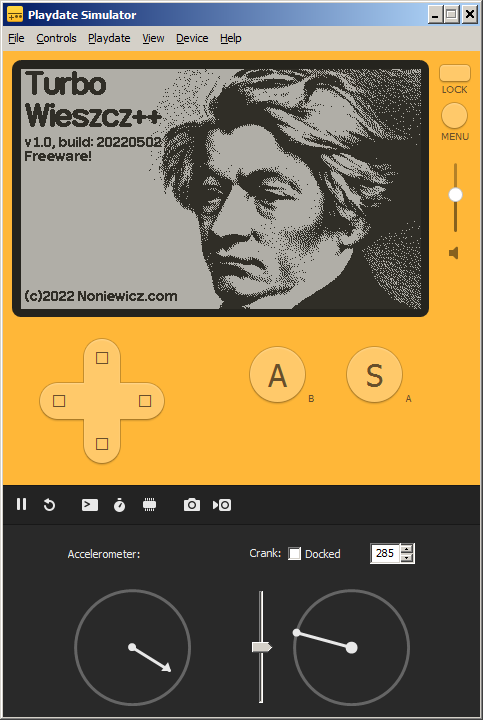 Playdate Simulator
File Controls Playdate View Device Help
Turbo
Wieszcz++
v1.0, build: 20220502
Freeware!
(c)2022 Noniewicz.com
LOCK
MENU
A
B
S
A
Accelerometer:
Crank:
Docked
285